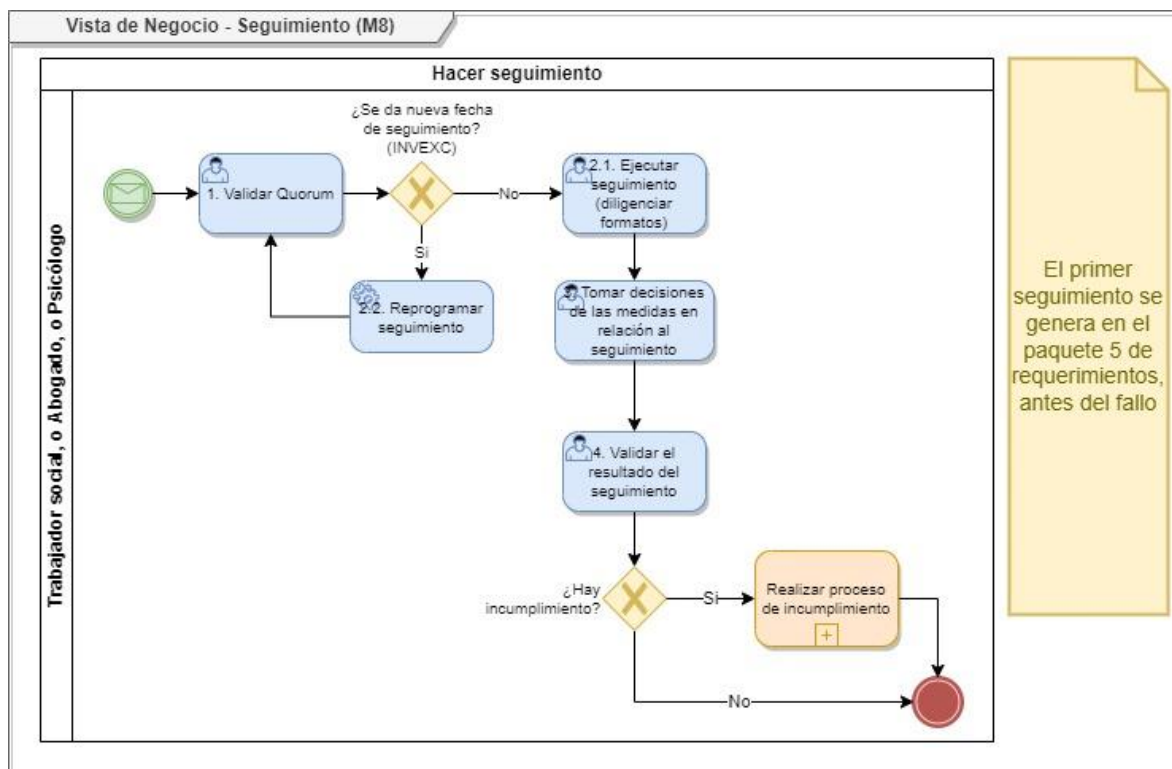 Vista de Negocio - Seguimiento (M8)
Hacer seguimiento
Trabajador social, o Abogado, o Psicólogo
¿Se da nueva fecha
de seguimiento?
(INVEXC)
1. Validar Quorum
No
2.1. Ejecutar
seguimiento
(diligenciar
formatos)
Si
2.2. Reprogramar
seguimiento
Tomar decisiones
de las medidas en
relación al
seguimiento
4. Validar el
resultado del
seguimiento
¿Hay
incumplimiento?
Si
Realizar proceso
de incumplimiento
No
El primer
seguimiento se
genera en el
paquete 5 de
requerimientos,
antes del fallo